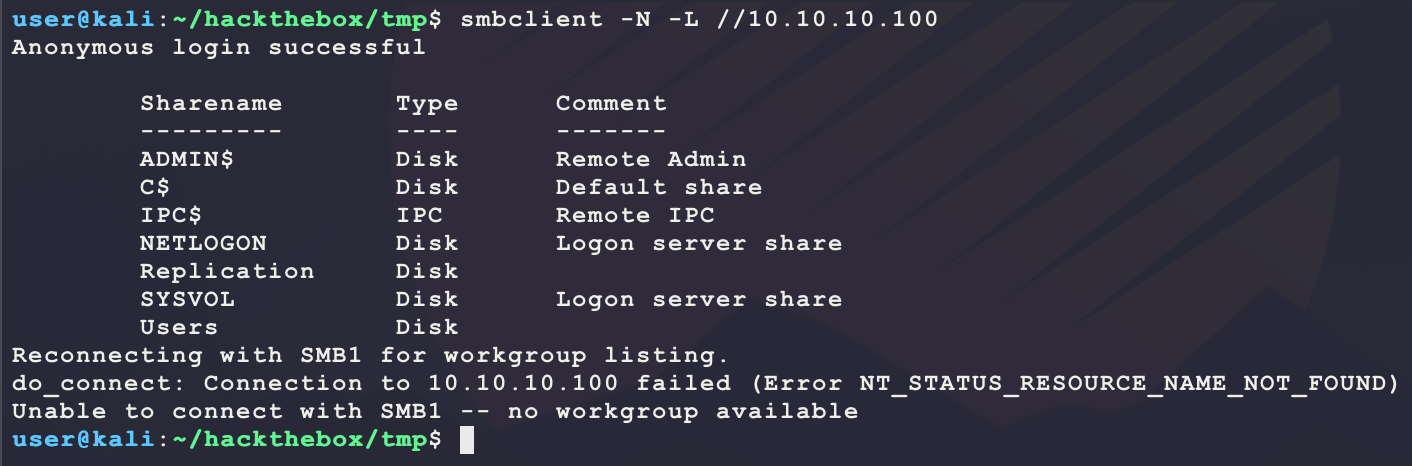 user@kali:~/hackthebox/tmp$ smbclient -N -L //10.10.10.100
Anonymous login successful
Sharename Type Comment
--------- ---- -------
ADMIN$ Disk Remote Admin
C$ Disk Default share
IPC$ IPC Remote IPC
NETLOGON Disk Logon server share
Replication Disk
SYSVOL Disk Logon server share
Users Disk
Reconnecting with SMB1 for workgroup listing.
do_connect: Connection to 10.10.10.100 failed (Error NT_STATUS_RESOURCE_NAME_NOT_FOUND)
Unable to connect with SMB1 -- no workgroup available
user@kali:~/hackthebox/tmp$